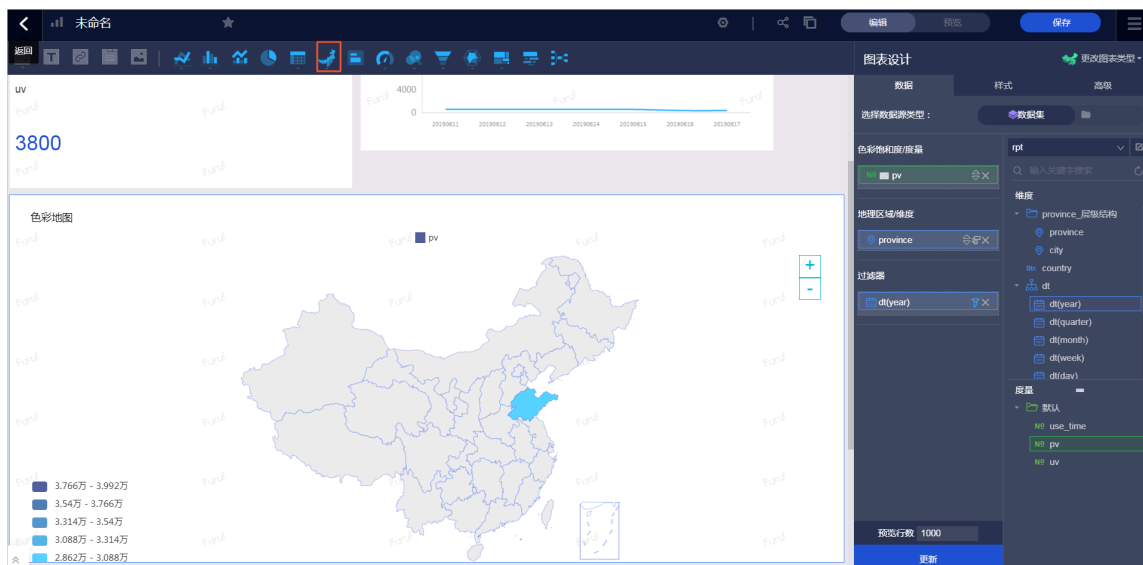 未命名
编辑
预览
保存
返回
图表设计
更改图表类型
数据
样式
高级
选择数据源类型：
数据集
uv
3800
4000
0
20190811
20190812
20190813
20190814
20190815
20190816
20190817
色彩地图
pv
+
-
3.766万 - 3.992万
3.54万 - 3.766万
3.314万 - 3.54万
3.088万 - 3.314万
2.862万 - 3.088万
色彩饱和度/度量
Nº pv
地理区域/维度
province
过滤器
dt(year)
预览行数 1000
更新
rpt
输入关键字搜索
维度
province_层级结构
province
city
Str. country
dt
dt(year)
dt(quarter)
dt(month)
dt(week)
dt(day)
度量
默认
Nº use_time
Nº pv
Nº uv